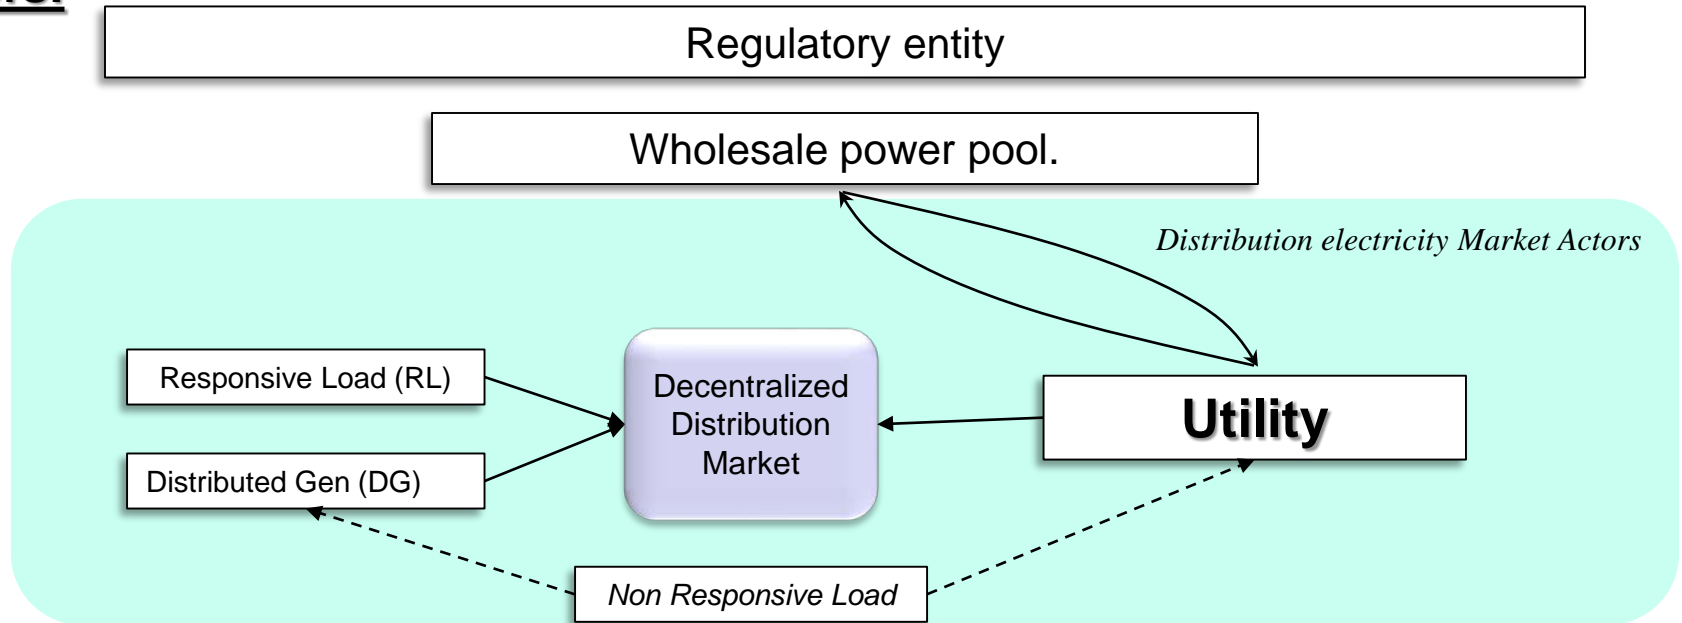 Regulatory entity
Wholesale power pool.
Distribution electricity Market Actors
Responsive Load (RL)
Decentralized
Distribution
Market
Utility
Distributed Gen (DG)
Non Responsive Load